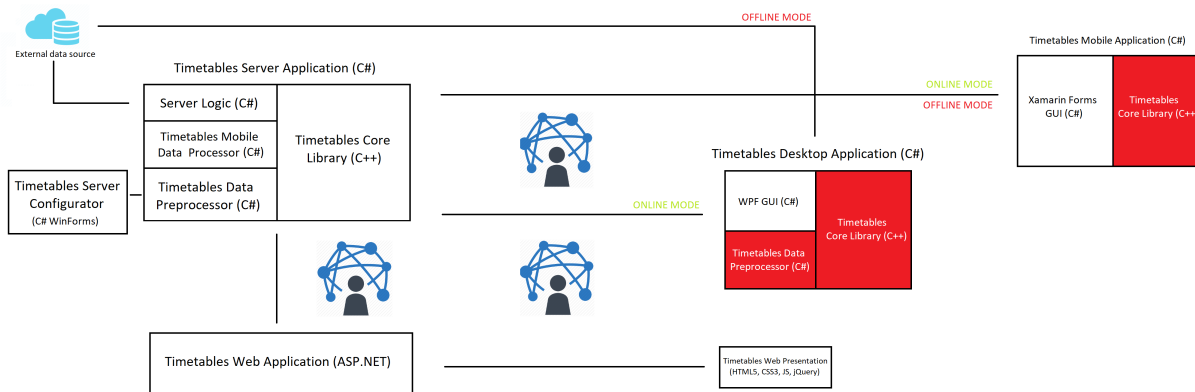 OFFLINE MODE
External data source
Timetables Mobile Application (C#)
Timetables Server Application (C#)
ONLINE MODE
OFFLINE MODE
Server Logic (C#)
Timetables Mobile
Data Processor (C#)
Timetables Data
Preprocessor (C#)
Timetables Core
Library (C++)
Xamarin Forms
GUI (C#)
Timetables
Core Library (C++)
Timetables Desktop Application (C#)
Timetables Server
Configurator
(C# WinForms)
ONLINE MODE
WPF GUI (C#)
Timetables Data
Preprocessor (C#)
Timetables
Core Library (C++)
Timetables Web Application (ASP.NET)
Timetables Web Presentation
(HTML5, CSS3, JS, jQuery)